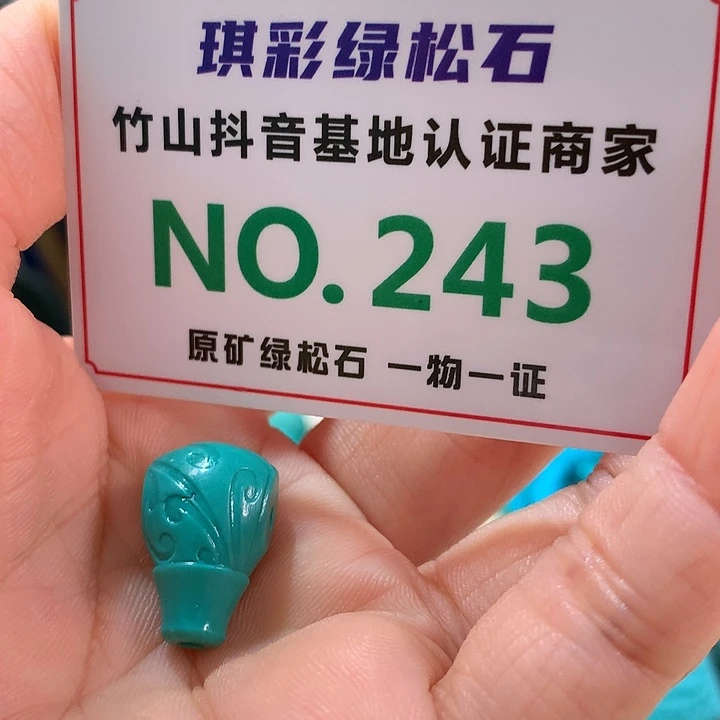 琪彩绿松石
竹山抖音基地认证商家
NO.243
原矿绿松石 一物一证